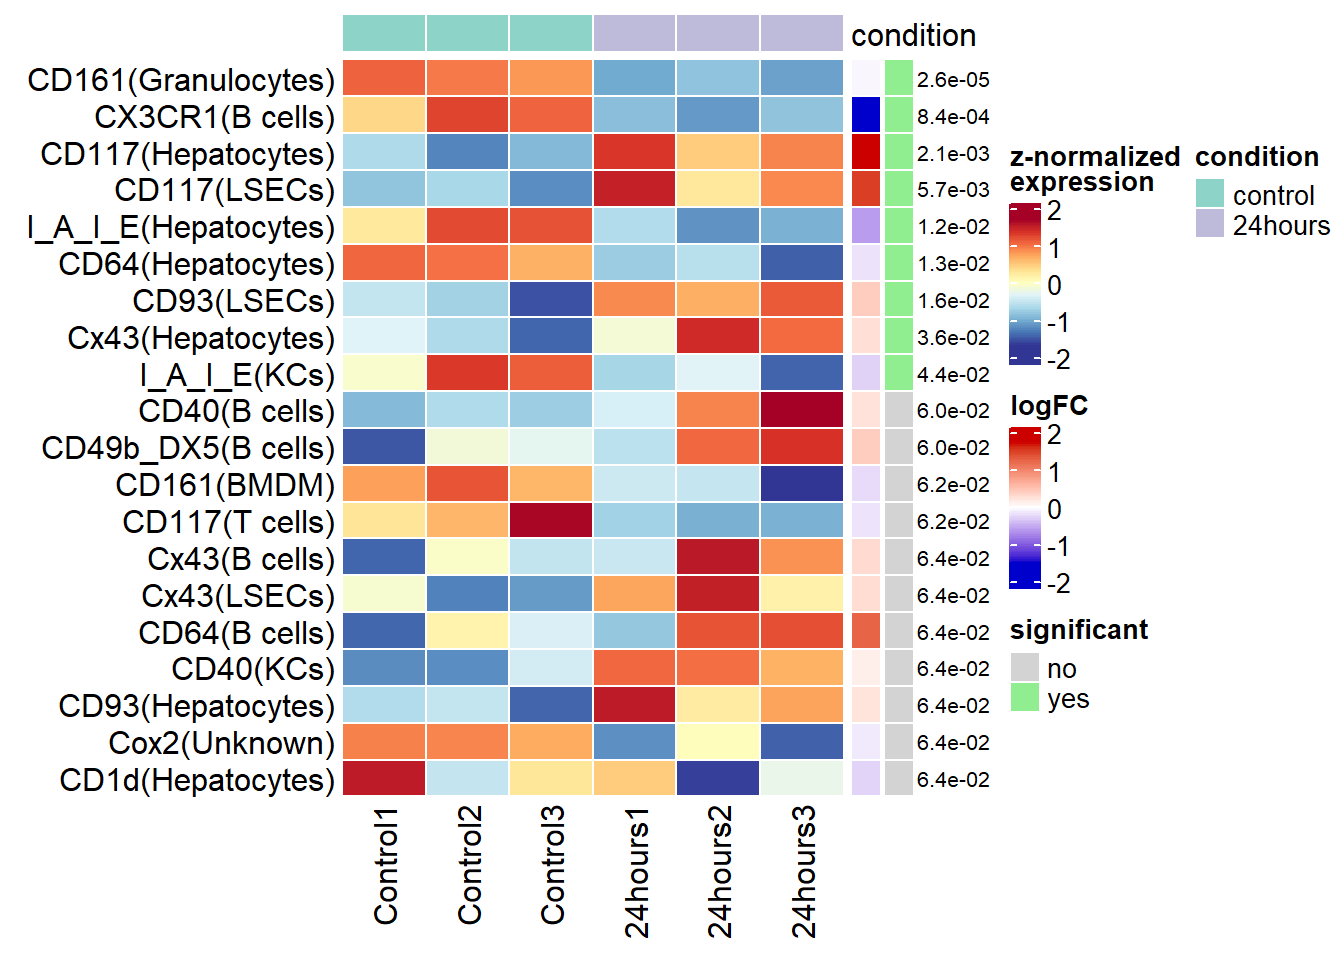 condition
CD161(Granulocytes) 2.6e-05
CX3CR1(B cells) 8.4e-04
CD117(Hepatocytes) 2.1e-03
CD117(LSECs) 5.7e-03
I_A_I_E(Hepatocytes) 1.2e-02
CD64(Hepatocytes) 1.3e-02
CD93(LSECs) 1.6e-02
Cx43(Hepatocytes) 3.6e-02
I_A_I_E(KCs) 4.4e-02
CD40(B cells) 6.0e-02
CD49b_DX5(B cells) 6.0e-02
CD161(BMDM) 6.2e-02
CD117(T cells) 6.2e-02
Cx43(B cells) 6.4e-02
Cx43(LSECs) 6.4e-02
CD64(B cells) 6.4e-02
CD40(KCs) 6.4e-02
CD93(Hepatocytes) 6.4e-02
Cox2(Unknown) 6.4e-02
CD1d(Hepatocytes) 6.4e-02
Control1
Control2
Control3
24hours1
24hours2
24hours3
z-normalized
expression
2
1
0
-1
-2
logFC
2
1
0
-1
-2
significant
no
yes
condition
control
24hours